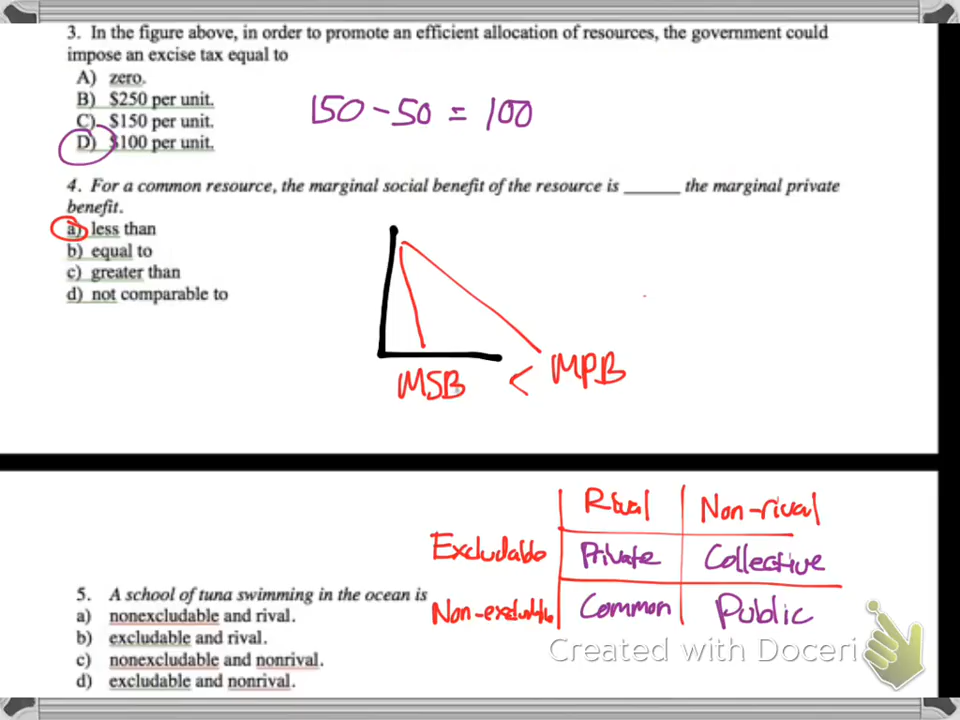 3. In the figure above, in order to promote an efficient allocation of resources, the government could
impose an excise tax equal to
A) zero.
B) $250 per unit.
C) $150 per unit.
D) $100 per unit.
150 - 50 = 100
4. For a common resource, the marginal social benefit of the resource is ______ the marginal private
benefit.
a) less than
b) equal to
c) greater than
d) not comparable to
MSB < MPB
Rival Non-rival
Excludable Private Collective
Non-excludable Common Public
5. A school of tuna swimming in the ocean is
a) nonexcludable and rival.
b) excludable and rival.
c) nonexcludable and nonrival.
d) excludable and nonrival.
Created with Doceri